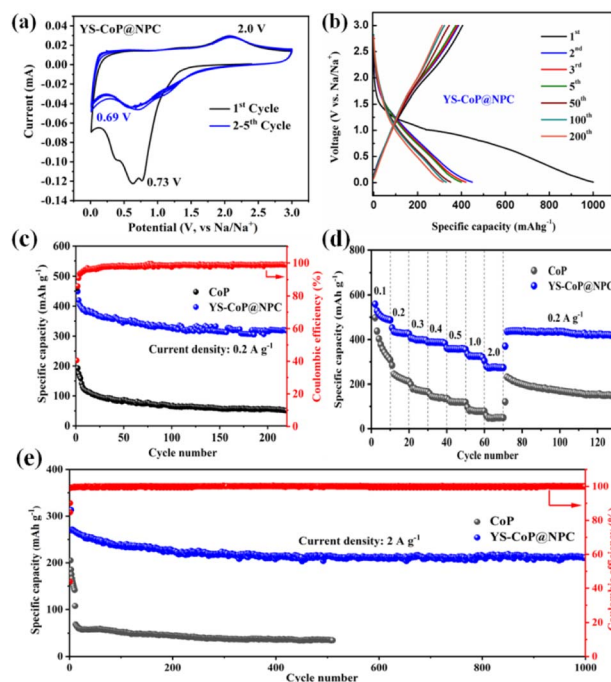 (a)
YS-CoP@NPC
2.0 V
0.69 V
0.73 V
1st Cycle
2-5th Cycle
Current (mA)
0.04
0.02
0.00
-0.02
-0.04
-0.06
-0.08
-0.10
-0.12
-0.14
0.0 0.5 1.0 1.5 2.0 2.5 3.0
Potential (V, vs Na/Na+)
(b)
YS-CoP@NPC
1st
2nd
3rd
5th
50th
100th
200th
Voltage (V vs. Na/Na+)
3.0
2.5
2.0
1.5
1.0
0.5
0.0
0 200 400 600 800 1000
Specific capacity (mAhg-1)
(c)
CoP
YS-CoP@NPC
Current density: 0.2 A g-1
Specific capacity (mAh g-1)
600
500
400
300
200
100
0
0 50 100 150 200
Cycle number
Coulombic efficiency (%)
100
80
60
40
20
0
(d)
CoP
YS-CoP@NPC
0.1
0.2
0.3
0.4
0.5
1.0
2.0
0.2 A g-1
Specific capacity (mAh g-1)
800
600
400
200
0
0 20 40 60 80 100 120
Cycle number
(e)
CoP
YS-CoP@NPC
Current density: 2 A g-1
Specific capacity (mAh g-1)
400
300
200
100
0
0 200 400 600 800 1000
Cycle number
100
80
60
40
20
0